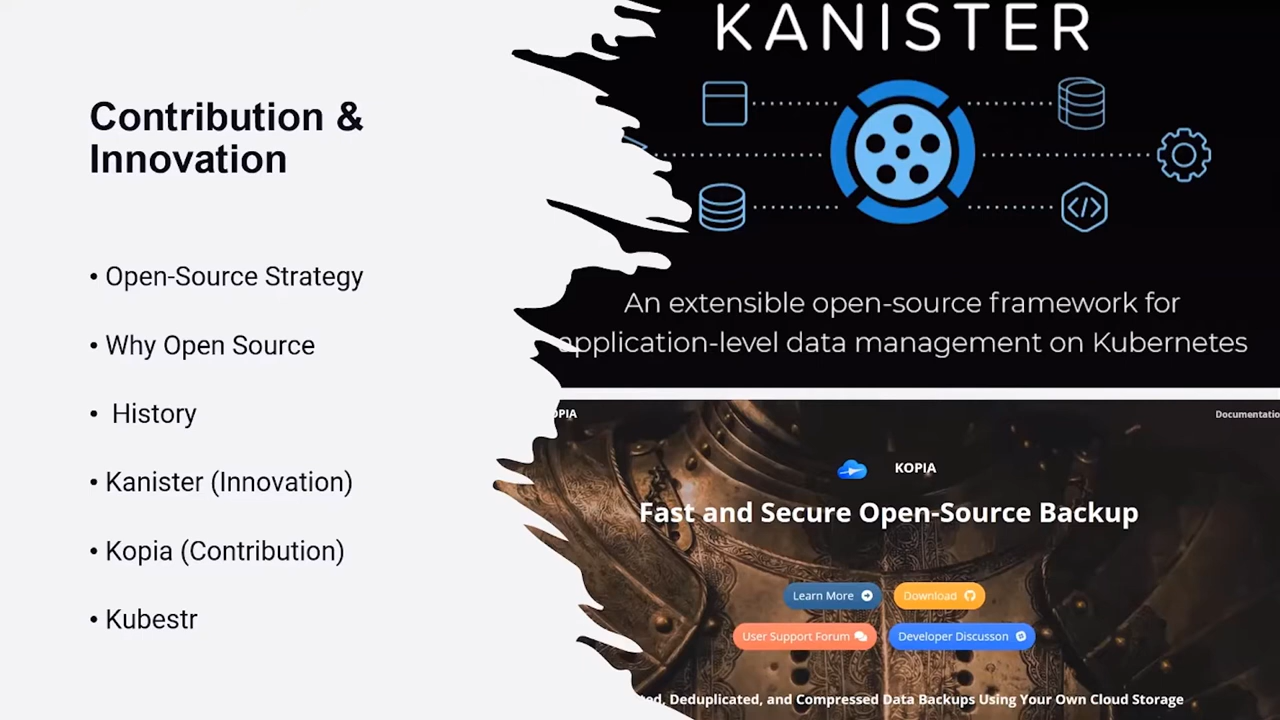 Contribution &
Innovation
• Open-Source Strategy
• Why Open Source
• History
• Kanister (Innovation)
• Kopia (Contribution)
• Kubestr
KANISTER
</>
An extensible open-source framework for
application-level data management on Kubernetes
KOPIA
Fast and Secure Open-Source Backup
Learn More
Download
User Support Forum
Developer Discusson
Deduplicated, and Compressed Data Backups Using Your Own Cloud Storage